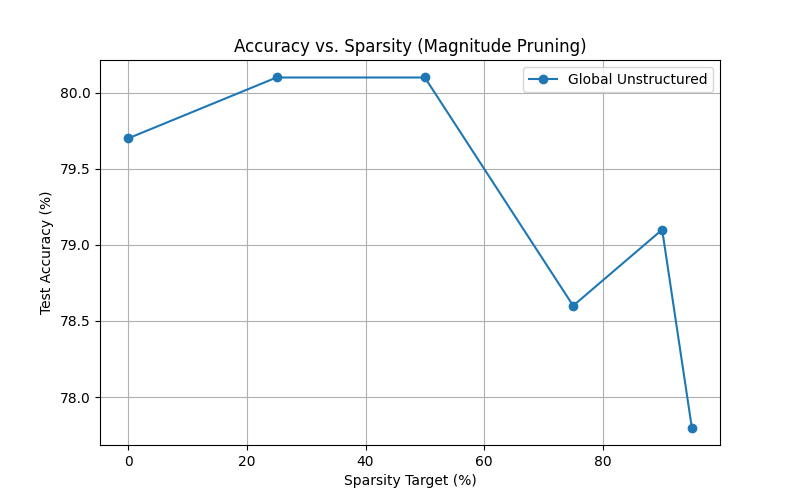 Accuracy vs. Sparsity (Magnitude Pruning)
Global Unstructured
Test Accuracy (%)
80.0
79.5
79.0
78.5
78.0
0 20 40 60 80
Sparsity Target (%)